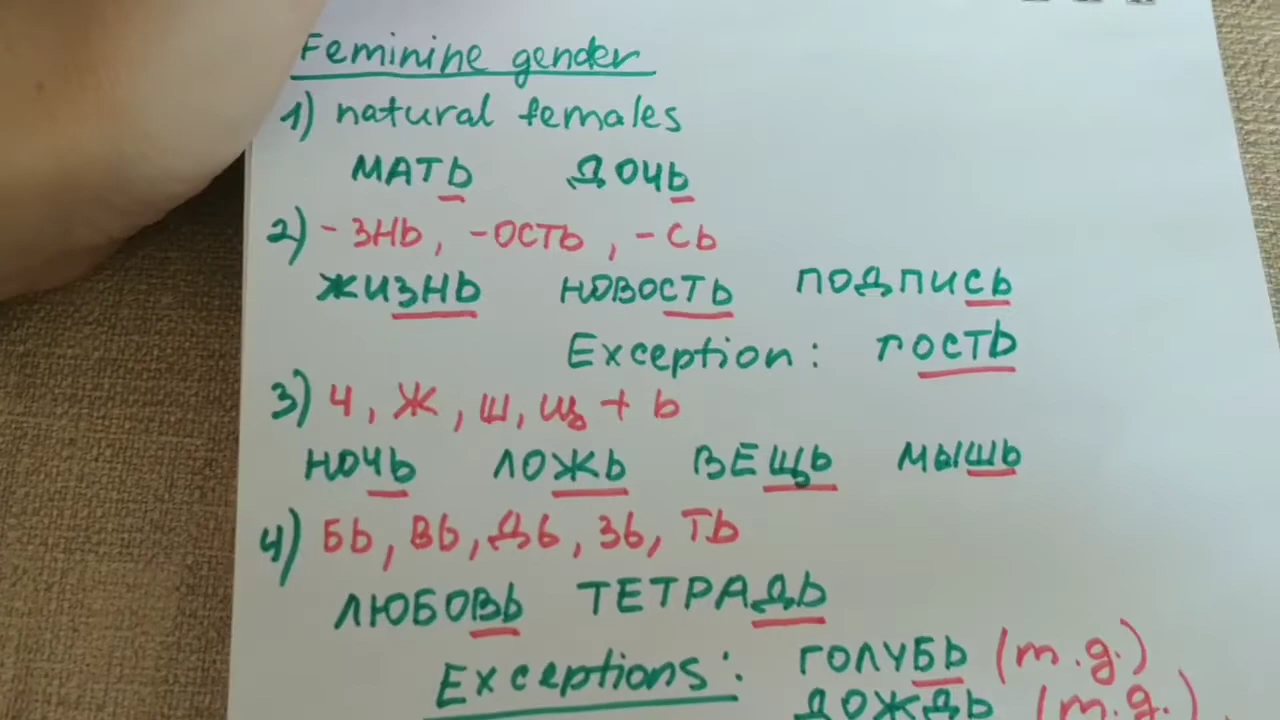 Feminine gender
1) natural females
МАТЬ ДОЧЬ
2) -ЗНЬ, -ОСТЬ, -СЬ
ЖИЗНЬ НОВОСТЬ ПОДПИСЬ
Exception: ГОСТЬ
3) Ч, Ж, Ш, Щ + Ь
НОЧЬ ЛОЖЬ ВЕЩЬ МЫШЬ
4) БЬ, ВЬ, ДЬ, ЗЬ, ТЬ
ЛЮБОВЬ ТЕТРАДЬ
Exceptions: ГОЛУБЬ (m.g.)
ДОЖДЬ (m.g.)